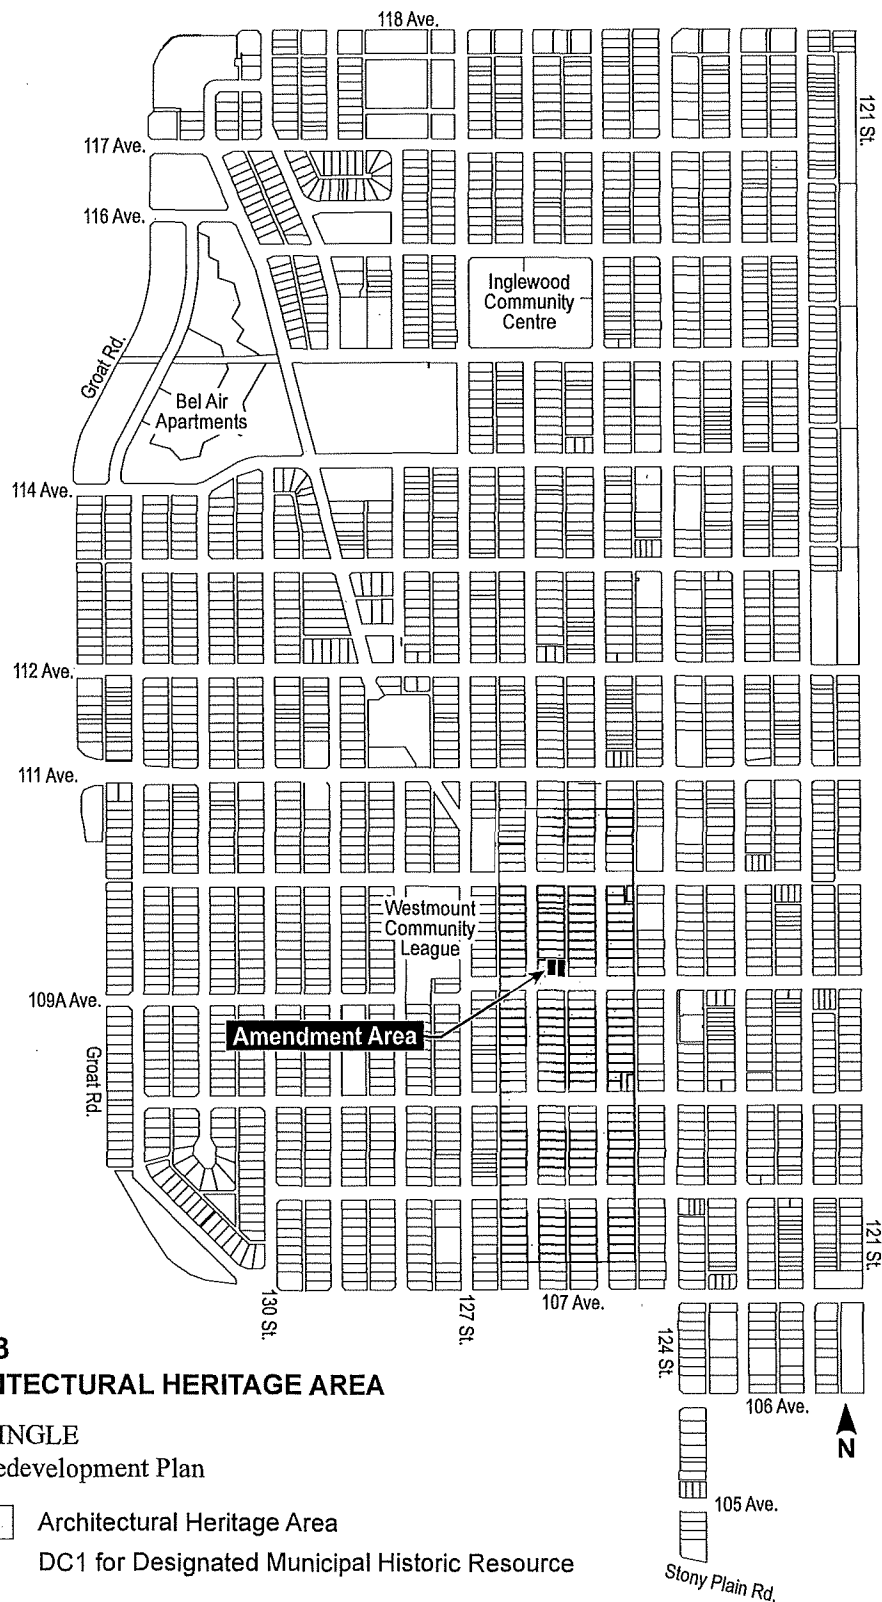 118 Ave.
121 St.
117 Ave.
116 Ave.
Inglewood
Community
Centre
Groat Rd.
Bel Air
Apartments
114 Ave.
112 Ave.
111 Ave.
Westmount
Community
League
109A Ave.
Amendment Area
Groat Rd.
121 St.
107 Ave.
130 St.
127 St.
124 St.
ITECTURAL HERITAGE AREA
106 Ave.
N
INGLE
edevelopment Plan
105 Ave.
Architectural Heritage Area
DC1 for Designated Municipal Historic Resource
Stony Plain Rd.